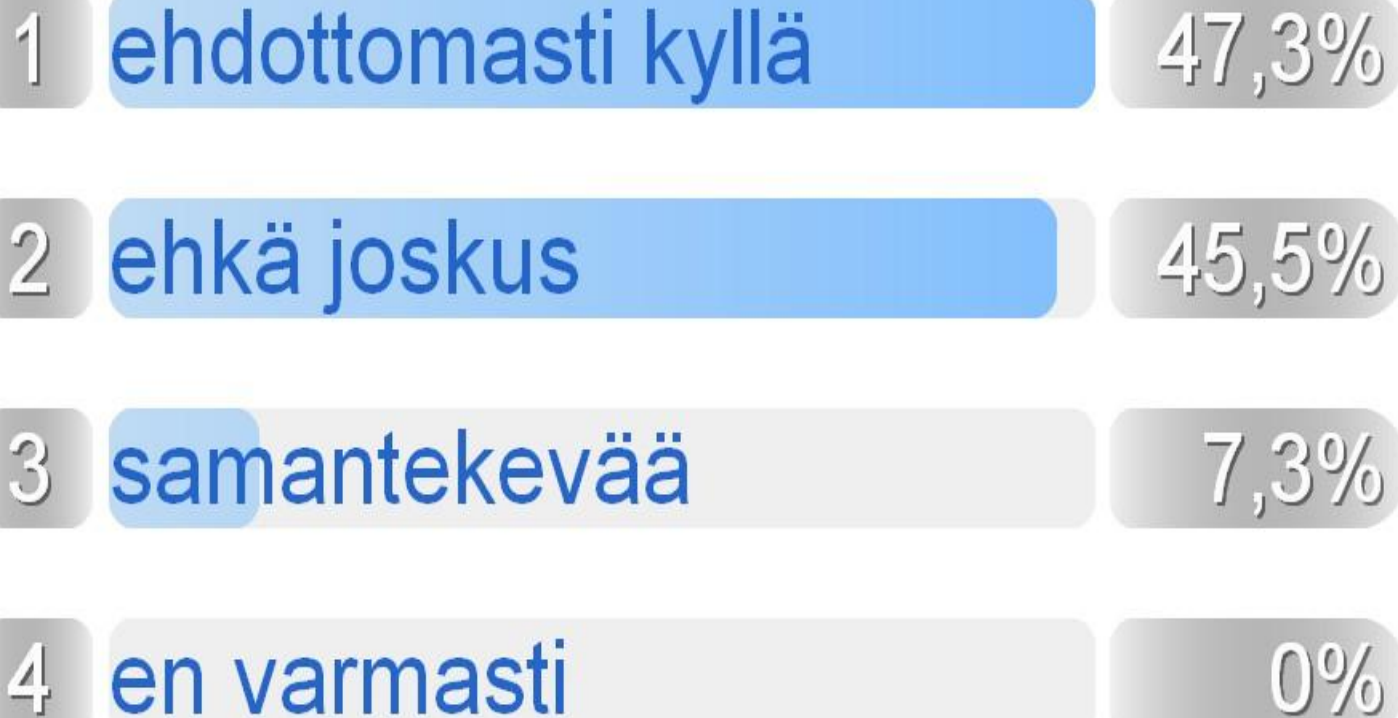 1 ehdottomasti kyllä 47,3%
2 ehkä joskus 45,5%
3 samantekevää 7,3%
4 en varmasti 0%